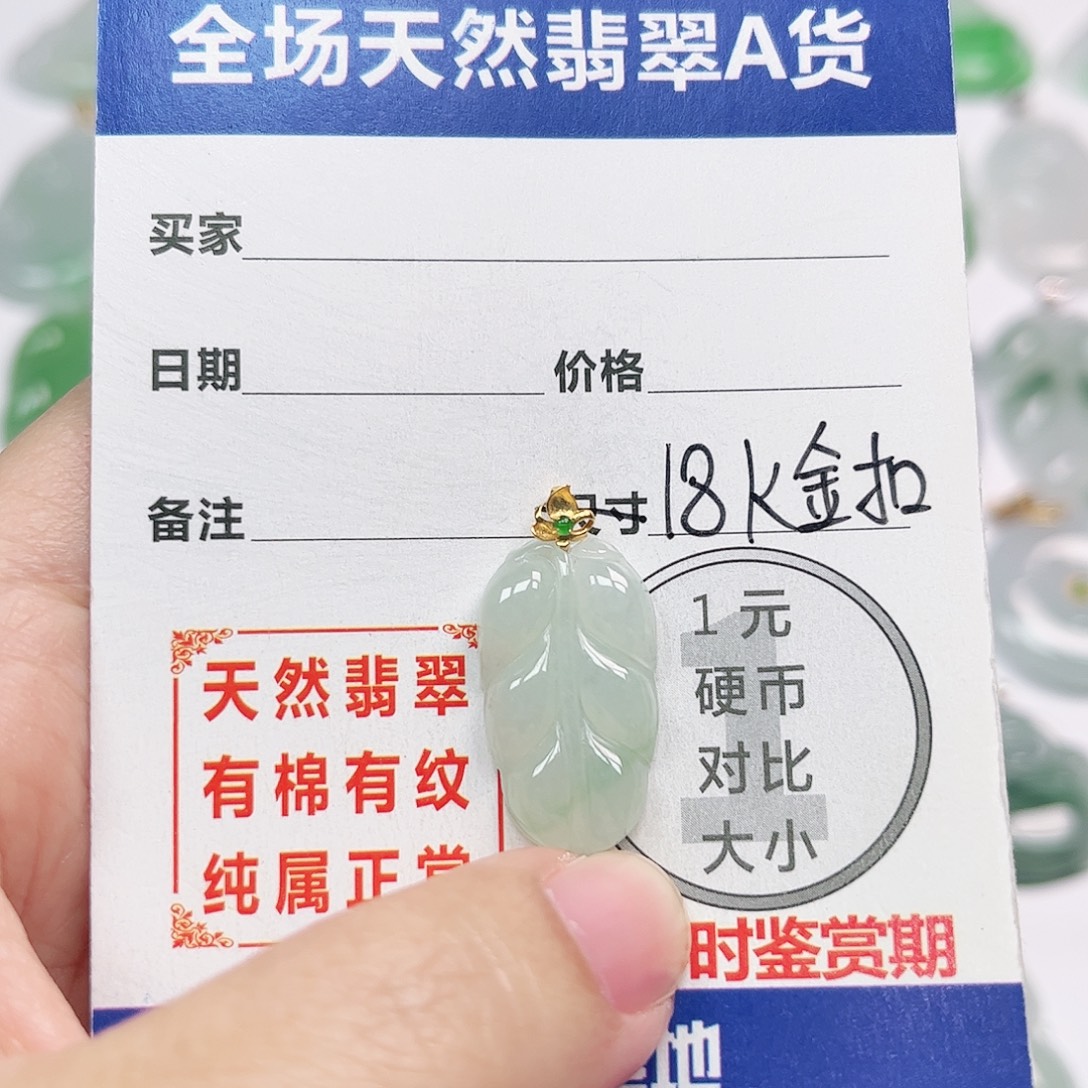 全场天然翡翠A货
买家
日期 价格
备注 寸 18K金扣
天然翡翠
有棉有纹
纯属正常
1元
硬币
对比
大小
时鉴赏期